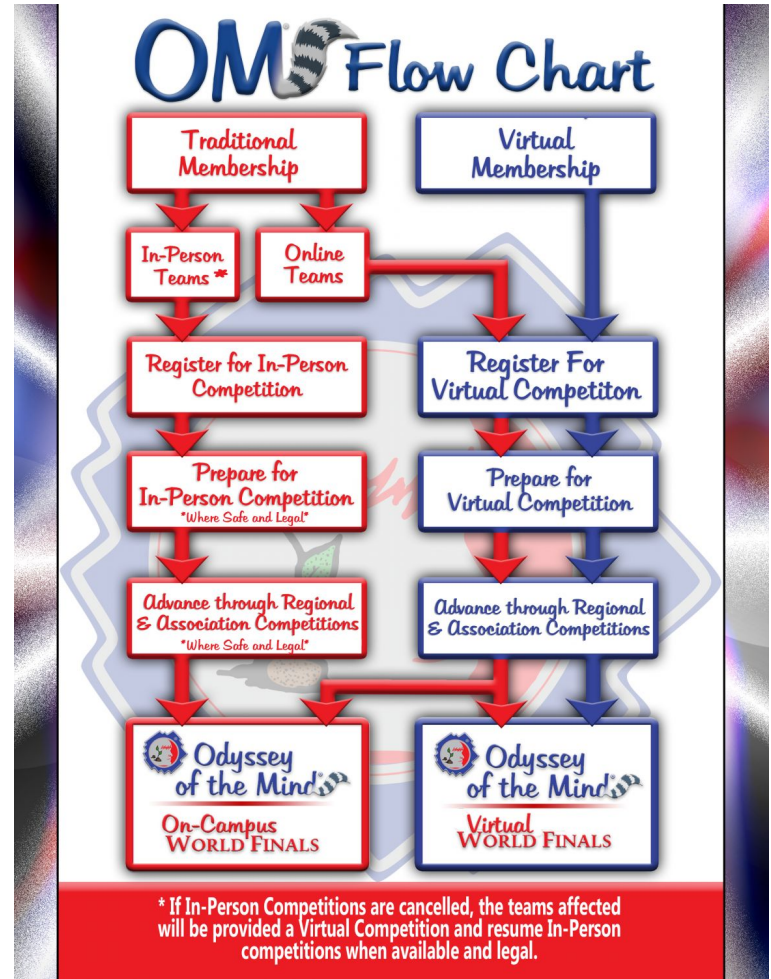 OM Flow Chart
Traditional
Membership
Virtual
Membership
In-Person
Teams *
Online
Teams
Register for In-Person
Competition
Register For
Virtual Competiton
Prepare for
In-Person Competition
"Where Safe and Legal"
Prepare for
Virtual Competition
Advance through Regional
& Association Competitions
"Where Safe and Legal"
Advance through Regional
& Association Competitions
Odyssey
of the Mind
On-Campus
WORLD FINALS
Odyssey
of the Mind
Virtual
WORLD FINALS
* If In-Person Competitions are cancelled, the teams affected
will be provided a Virtual Competition and resume In-Person
competitions when available and legal.